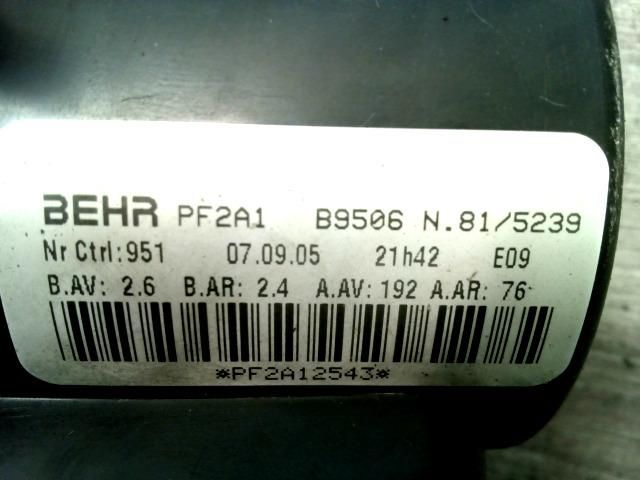 BEHR PF2A1 B9506 N.81/5239
Nr Ctrl:951 07.09.05 21h42 E09
B.AV: 2.6 B.AR: 2.4 A.AV:192 A.AR: 76
*PF2A12543*